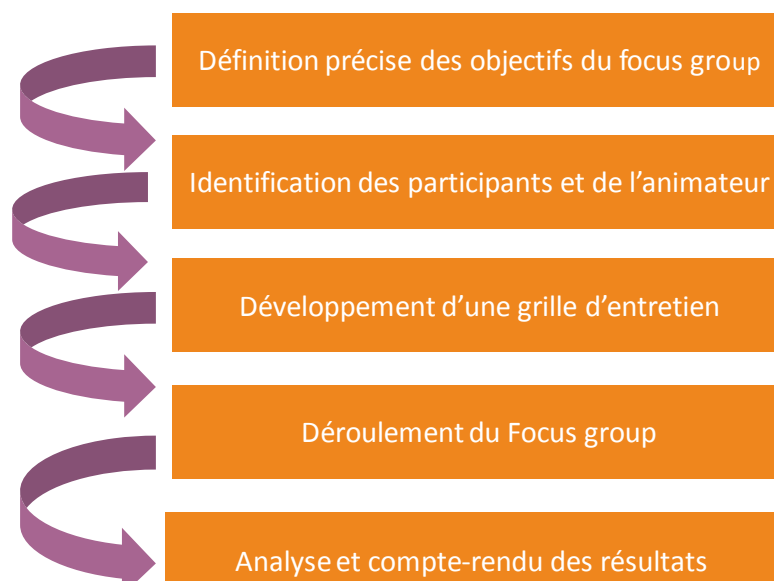 Définition précise des objectifs du focus group
Identification des participants et de l’animateur
Développement d’une grille d’entretien
Déroulement du Focus group
Analyse et compte-rendu des résultats